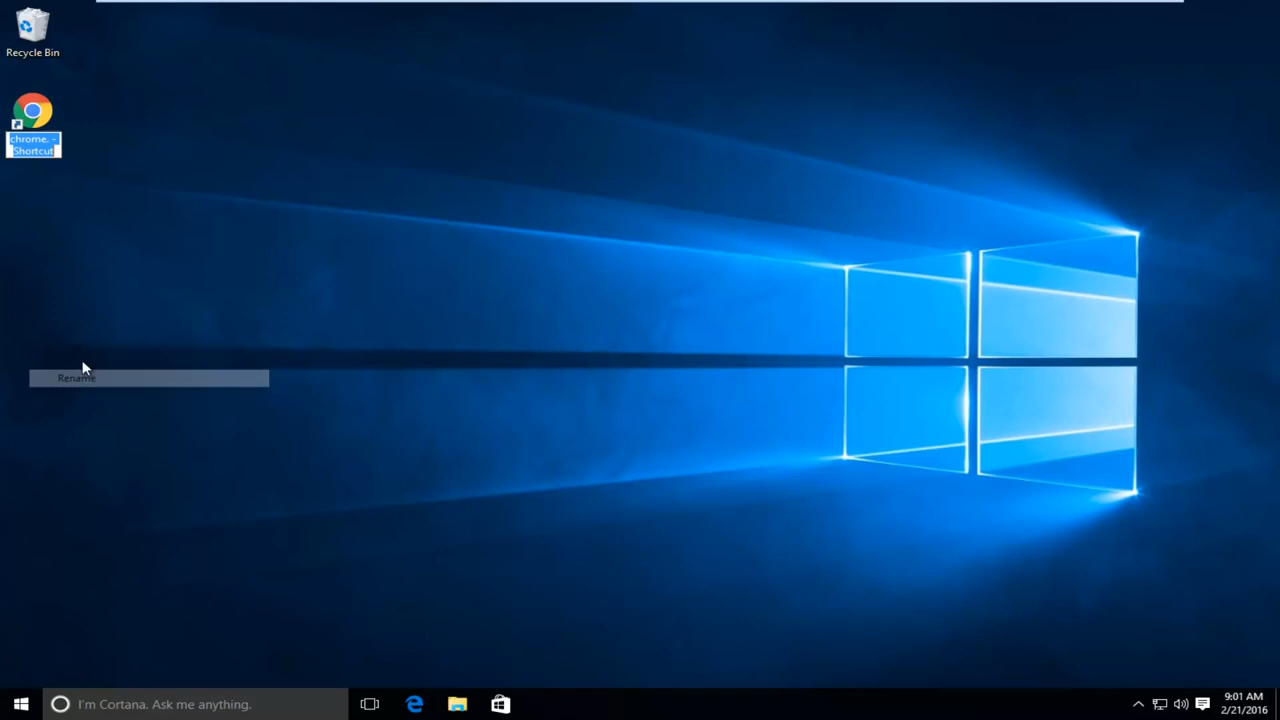 Recycle Bin
chrome. -
Shortcut
Rename
I'm Cortana. Ask me anything.
9:01 AM
2/21/2016